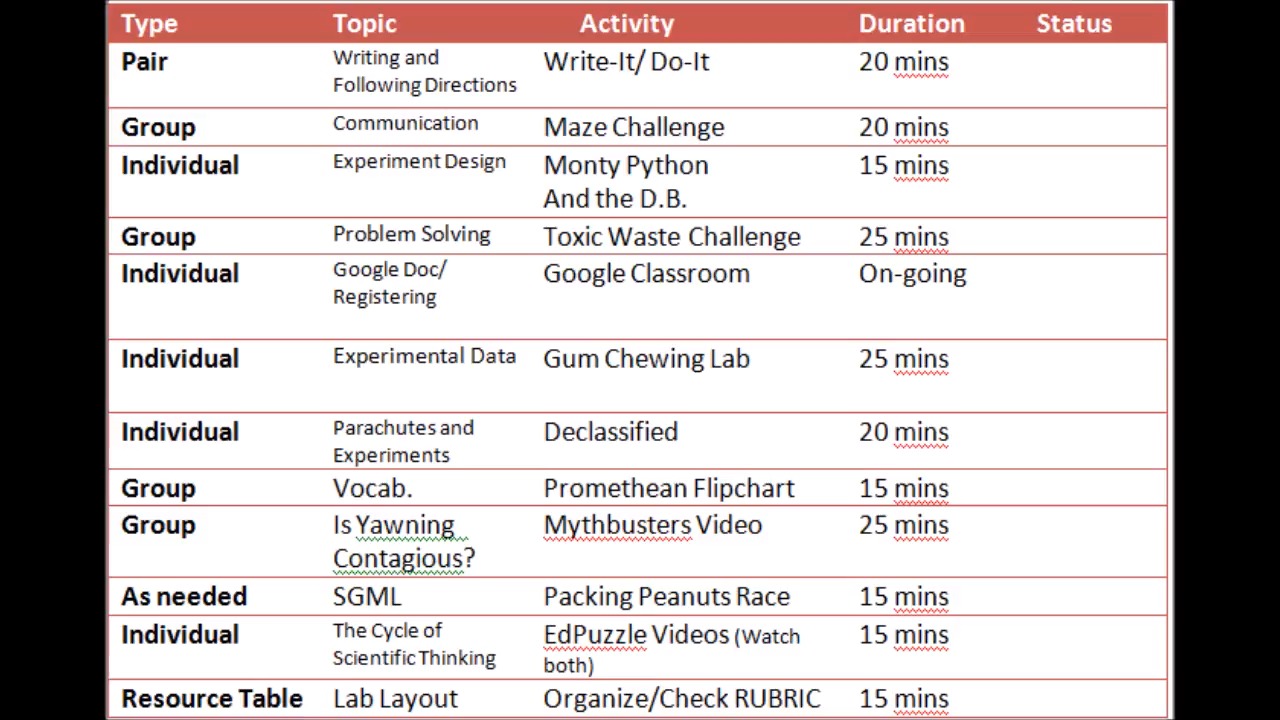 Type Topic Activity Duration Status
Pair Writing and Write-It/ Do-It 20 mins
Following Directions
Group Communication Maze Challenge 20 mins
Individual Experiment Design Monty Python 15 mins
And the D.B.
Group Problem Solving Toxic Waste Challenge 25 mins
Individual Google Doc/ Google Classroom On-going
Registering
Individual Experimental Data Gum Chewing Lab 25 mins
Individual Parachutes and Declassified 20 mins
Experiments
Group Vocab. Promethean Flipchart 15 mins
Group Is Yawning Mythbusters Video 25 mins
Contagious?
As needed SGML Packing Peanuts Race 15 mins
Individual The Cycle of EdPuzzle Videos (Watch 15 mins
Scientific Thinking both)
Resource Table Lab Layout Organize/Check RUBRIC 15 mins